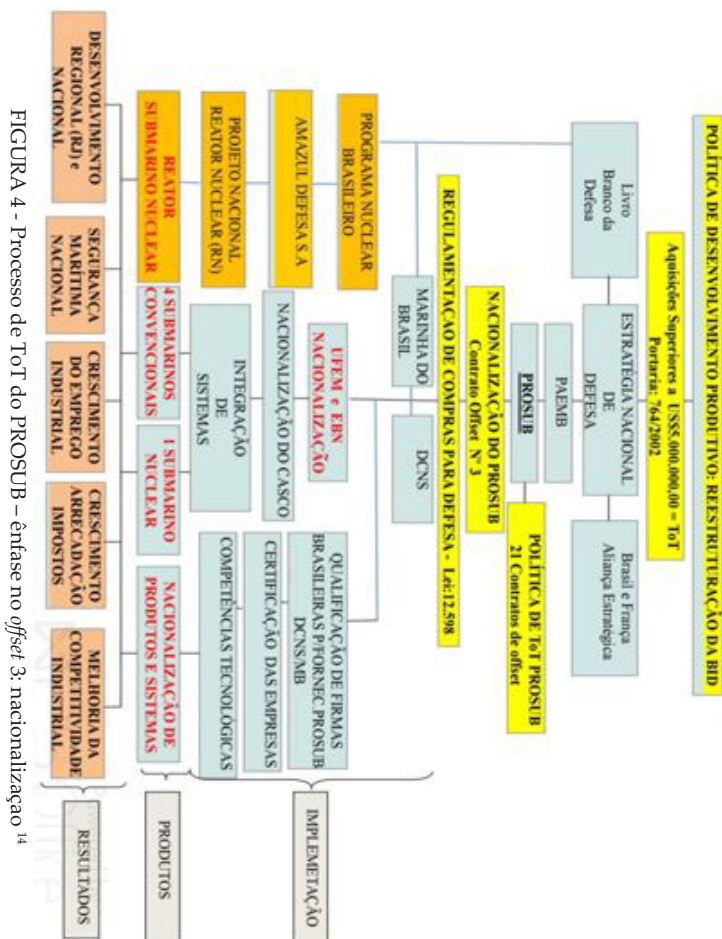 POLÍTICA DE DESENVOLVIMENTO PRODUTIVO: REESTRUTURAÇÃO DA BID
Aquisições Superiores a US$5.000.000,00 = ToT
Portaria: 764/2002
Livro
Branco da
Defesa
ESTRATÉGIA NACIONAL
DE
DEFESA
Brasil e França
Aliança Estratégica
PAEMB
PROSUB
POLÍTICA DE ToT PROSUB
21 Contratos de offset
NACIONALIZAÇÃO DO PROSUB
Contrato Offset Nº 3
REGULAMENTAÇAO DE COMPRAS PARA DEFESA - Lei:12.598
MARINHA DO
BRASIL
DCNS
PROGRAMA NUCLEAR
BRASILEIRO
UFEM e EBN
NACIONALIZAÇÃO
QUALIFICAÇÃO DE FIRMAS
BRASILEIRAS P/FORNEC.PROSUB
DCNS/MB
AMAZUL DEFESA S.A
NACIONALIZAÇÃO DO CASCO
CERTIFICAÇÃO DAS EMPRESAS
PROJETO NACIONAL
REATOR NUCLEAR (RN)
INTEGRAÇÃO
DE
SISTEMAS
COMPETÊNCIAS TECNOLÓGICAS
IMPLEMETAÇÃO
REATOR
SUBMARINO NUCLEAR
4 SUBMARINOS
CONVENCIONAIS
1 SUBMARINO
NUCLEAR
NACIONALIZAÇÃO DE
PRODUTOS E SISTEMAS
PRODUTOS
DESENVOLVIMENTO
REGIONAL (RJ) e
NACIONAL
SEGURANÇA
MARÍTIMA
NACIONAL
CRESCIMENTO
DO EMPREGO
INDUSTRIAL
CRESCIMENTO
ARRECADAÇÃO
IMPOSTOS
MELHORIA DA
COMPETITIVIDADE
INDUSTRIAL
RESULTADOS
FIGURA 4 - Processo de ToT do PROSUB – ênfase no offset 3: nacionalizaçao 14